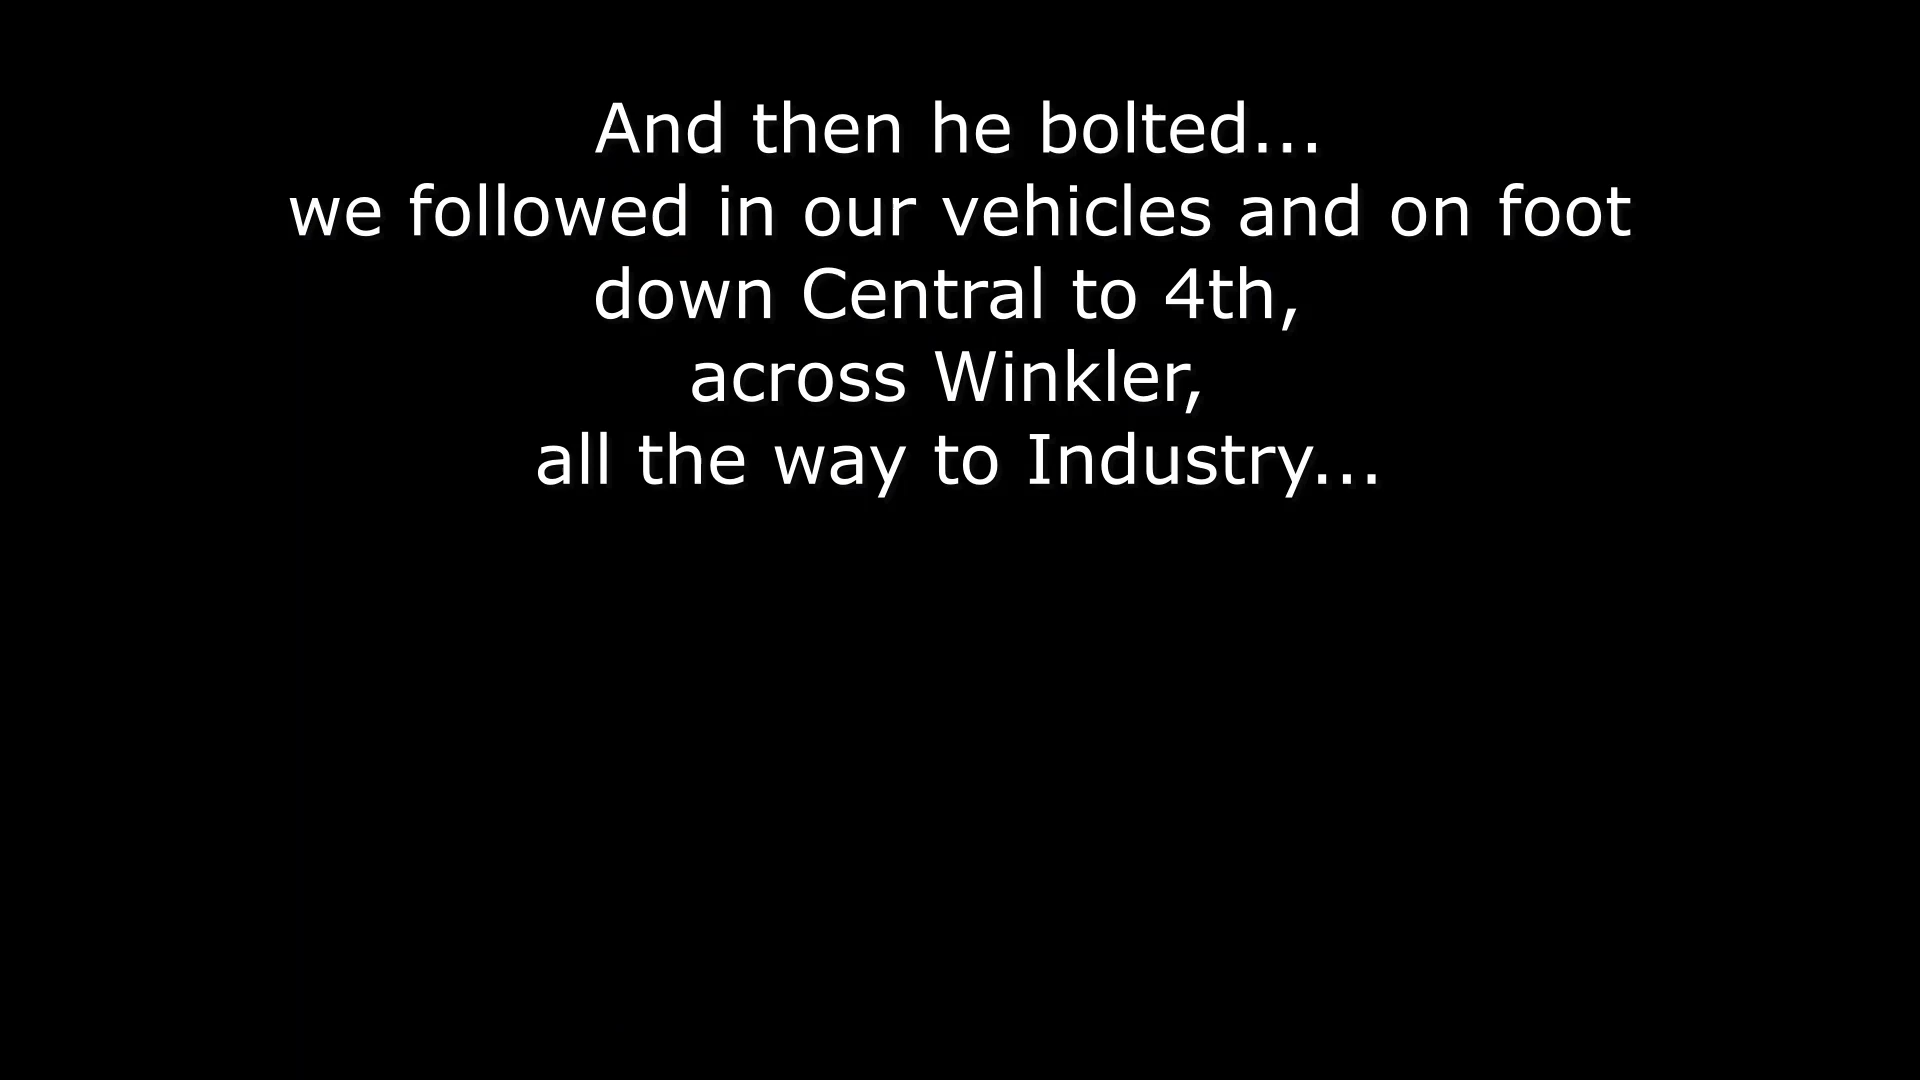 And then he bolted...
we followed in our vehicles and on foot
down Central to 4th,
across Winkler,
all the way to Industry...